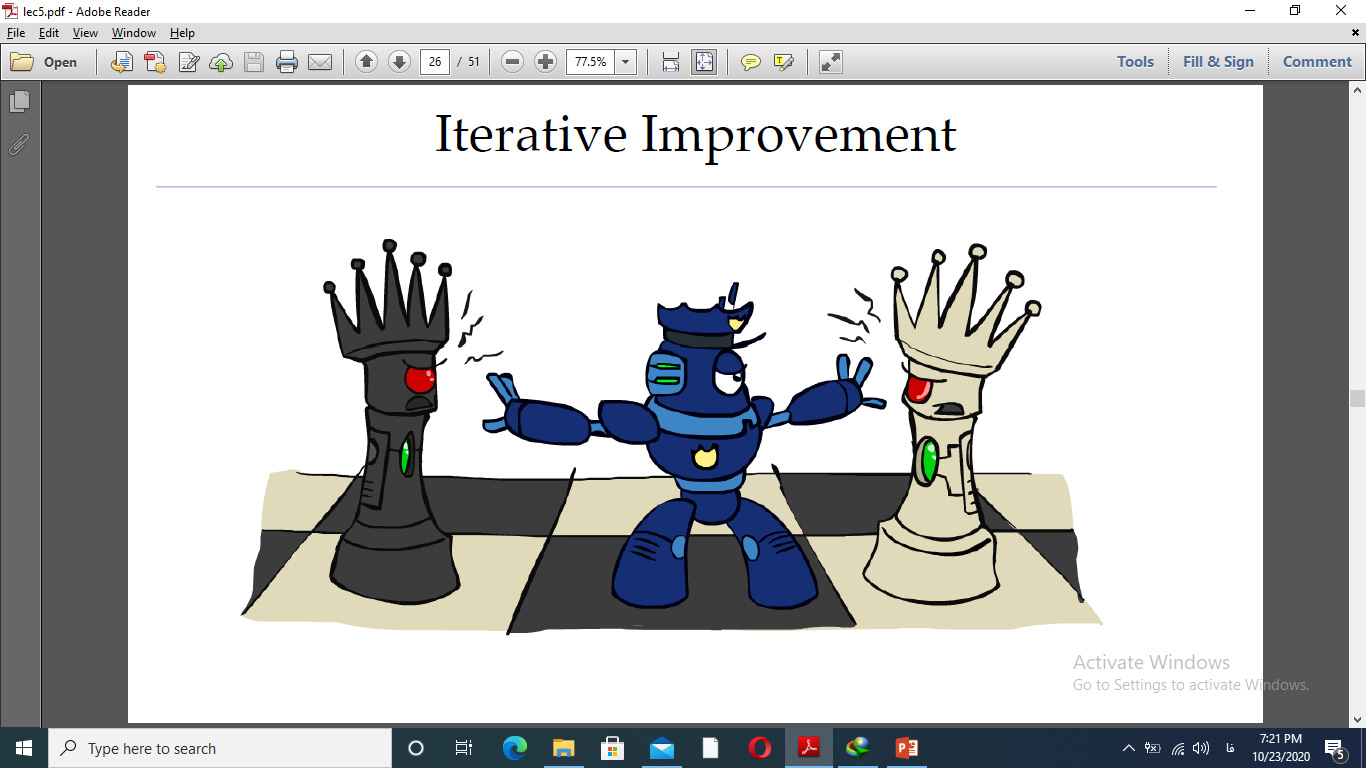 lec5.pdf - Adobe Reader
File Edit View Window Help
Open 26 / 51 77.5% Tools Fill & Sign Comment
Iterative Improvement
Activate Windows
Go to Settings to activate Windows.
Type here to search
فا 7:21 PM
10/23/2020 5